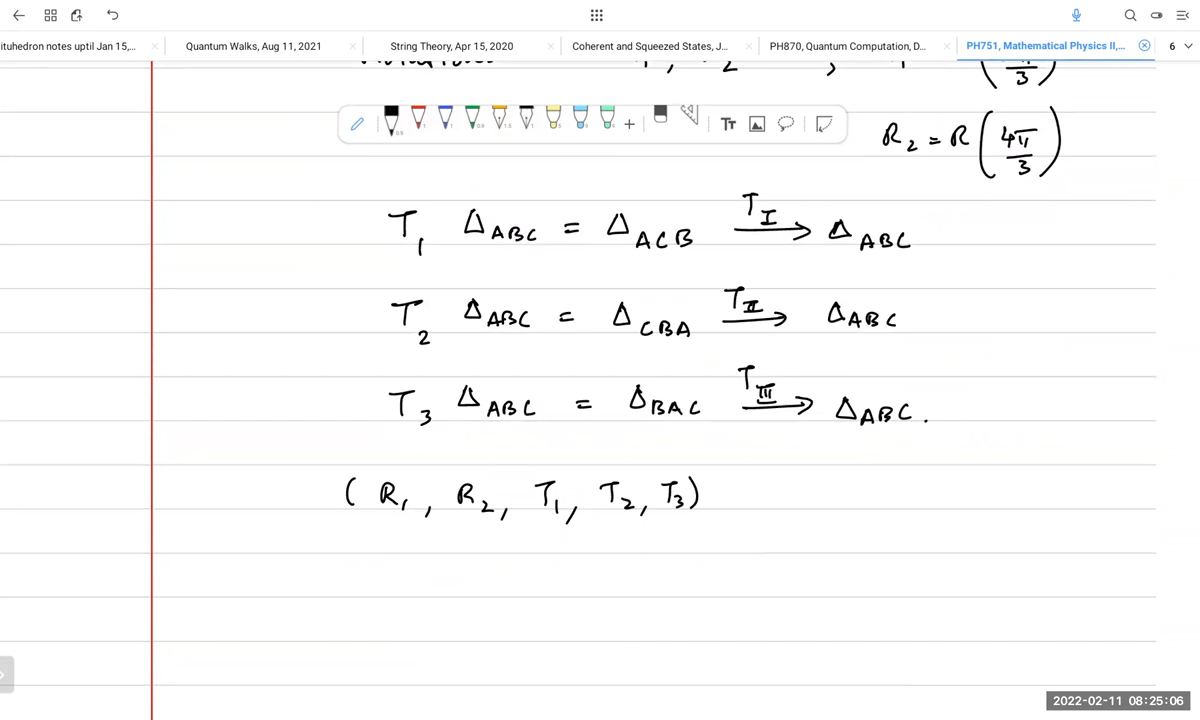 ituhedron notes uptil Jan 15,... Quantum Walks, Aug 11, 2021 String Theory, Apr 15, 2020 Coherent and Squeezed States, J... PH870, Quantum Computation, D... PH751, Mathematical Physics II,... 6
3
R₂ = R(4π/3)
T₁ Δ_ABC = Δ_ACB --T_I--> Δ_ABC
T₂ Δ_ABC = Δ_CBA --T_II--> Δ_ABC
T₃ Δ_ABC = Δ_BAC --T_III--> Δ_ABC.
(R₁, R₂, T₁, T₂, T₃)
2022-02-11 08:25:06